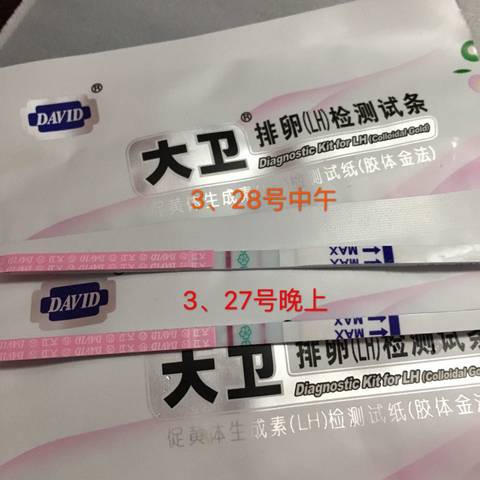 DAVID®
大卫® 排卵(LH)检测试条
Diagnostic Kit for LH (Colloidal Gold)
促黄体生成素(LH)检测试纸(胶体金法)
3、28号中午
MAX
DAVID
3、27号晚上
MAX
大卫 排卵(LH)检测试条
Diagnostic Kit for LH (Colloidal Go
促黄体生成素(LH)检测试纸(胶体金法